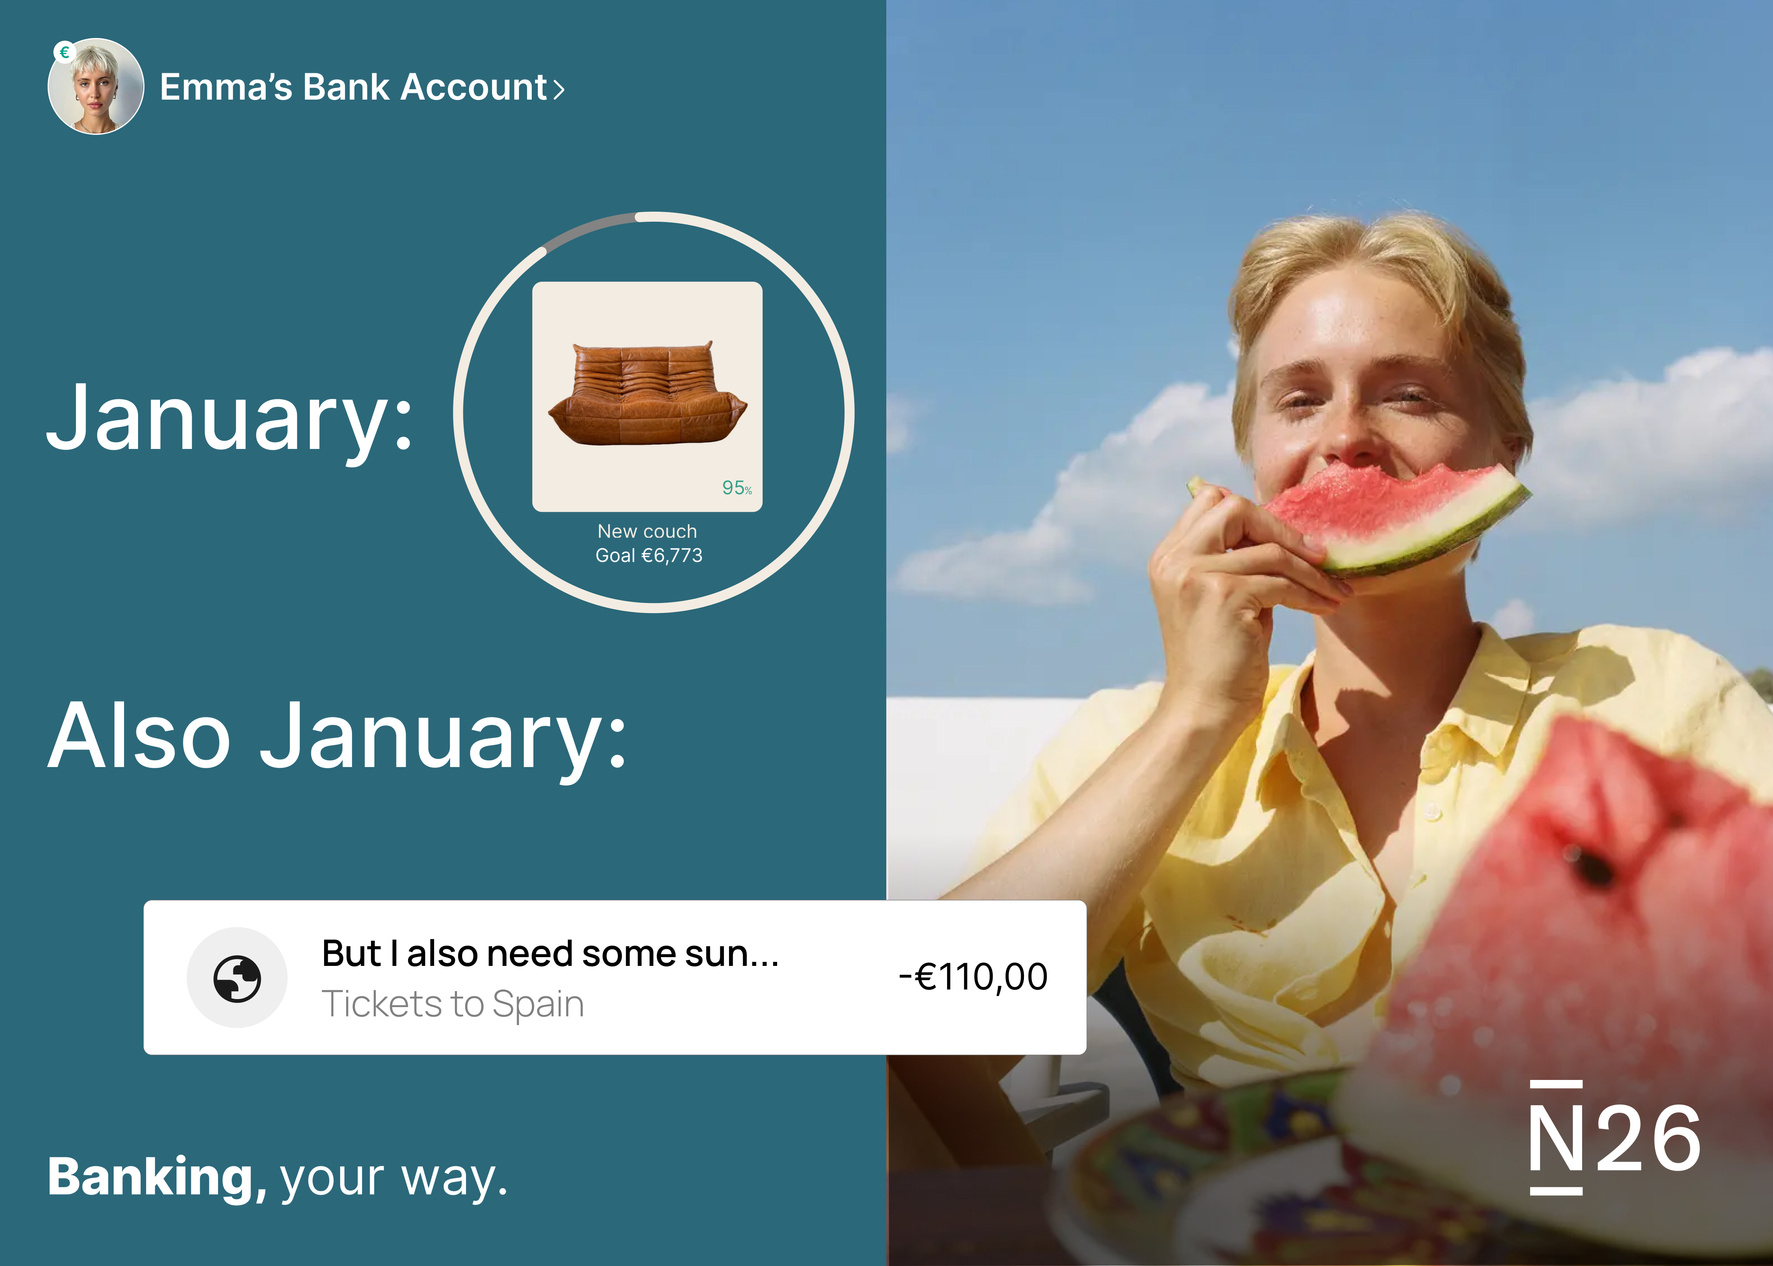 €
Emma’s Bank Account >
January:
95%
New couch
Goal €6,773
Also January:
But I also need some sun...
Tickets to Spain
-€110,00
Banking, your way.
N26